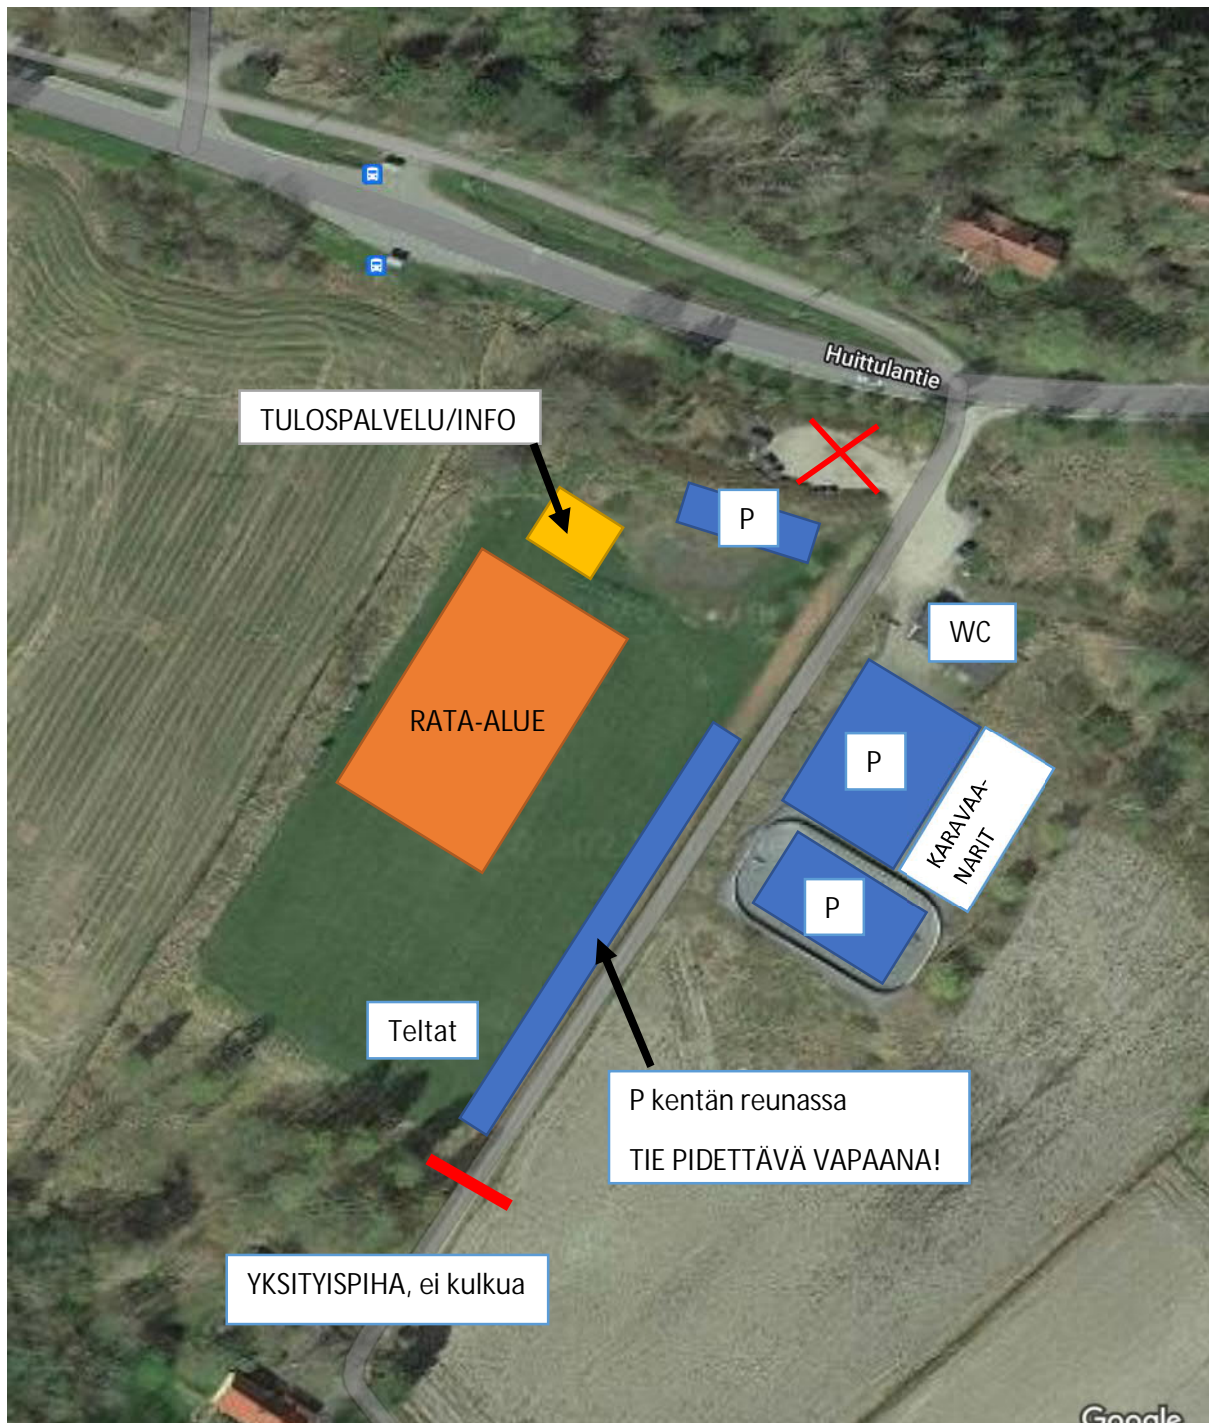 Huittulantie
TULOSPALVELU/INFO
P
WC
RATA-ALUE
P
KARAVAA-
NARIT
P
Teltat
P kentän reunassa
TIE PIDETTÄVÄ VAPAANA!
YKSITYISPIHA, ei kulkua
Google